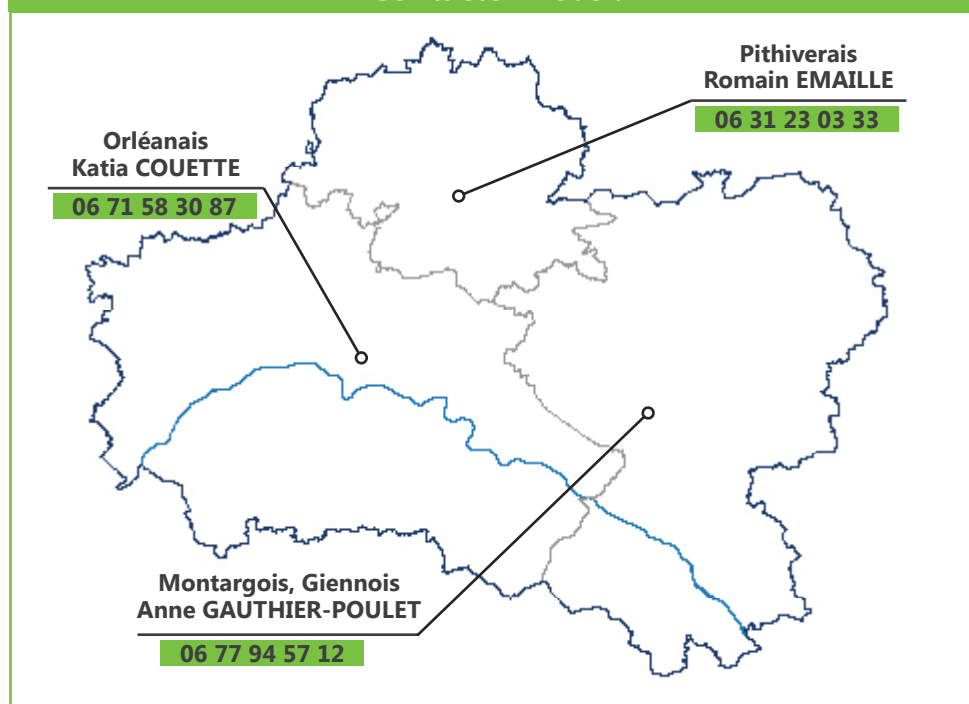 Pithiverais
Romain EMAILLE
06 31 23 03 33
Orléanais
Katia COUETTE
06 71 58 30 87
Montargois, Giennois
Anne GAUTHIER-POULET
06 77 94 57 12